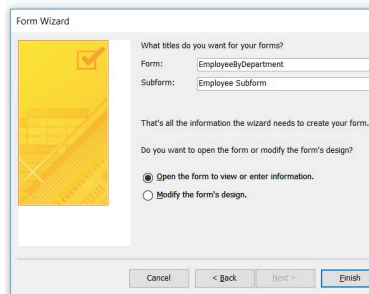 Form Wizard
What titles do you want for your forms?
Form: EmployeeByDepartment
Subform: Employee Subform
That's all the information the wizard needs to create your form.
Do you want to open the form or modify the form's design?
Open the form to view or enter information.
Modify the form's design.
Cancel < Back Next > Finish